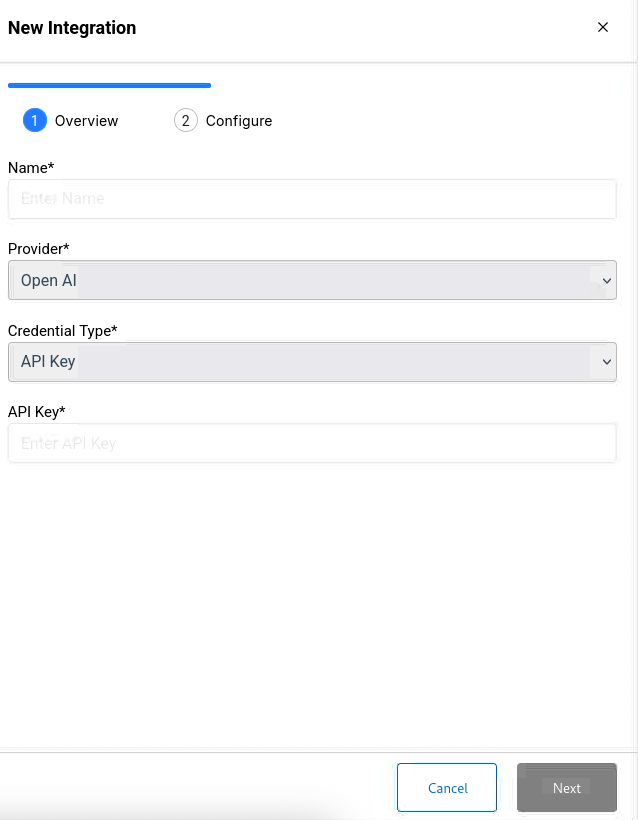 New Integration
1 Overview 2 Configure
Name*
Enter Name
Provider*
Open AI
Credential Type*
API Key
API Key*
Enter API Key
Cancel Next